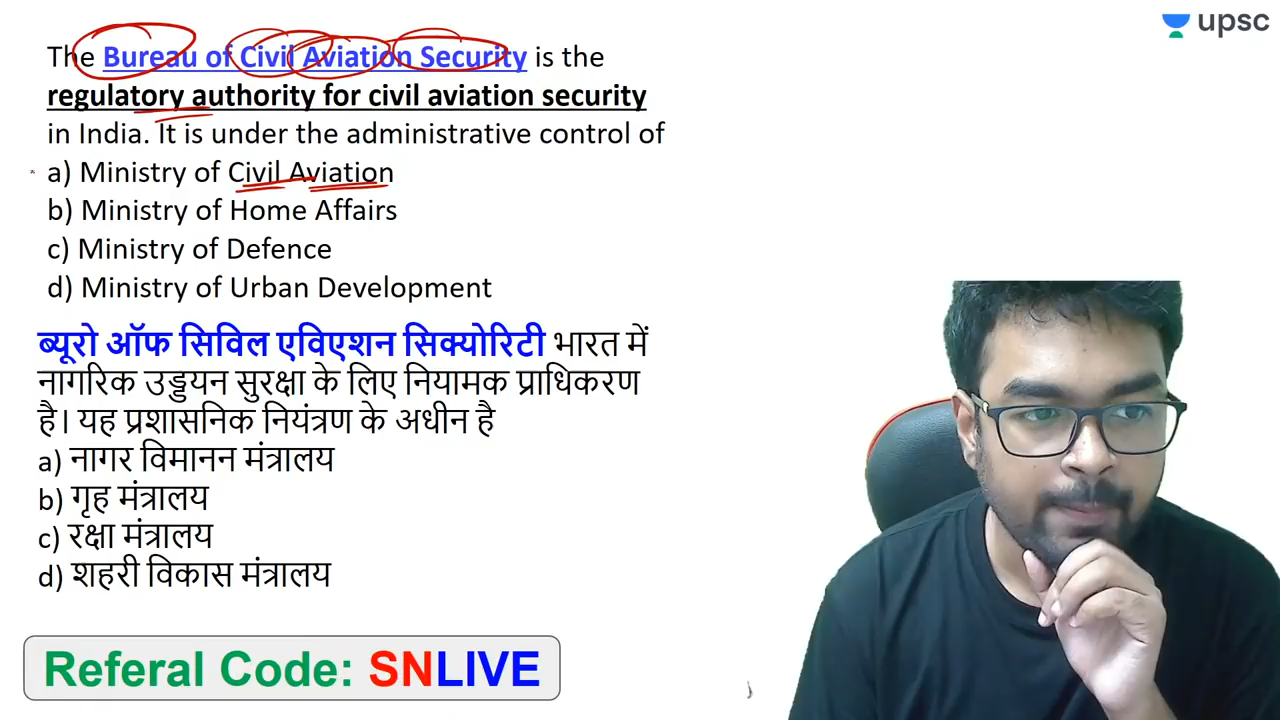 upsc
The Bureau of Civil Aviation Security is the
regulatory authority for civil aviation security
in India. It is under the administrative control of
a) Ministry of Civil Aviation
b) Ministry of Home Affairs
c) Ministry of Defence
d) Ministry of Urban Development
ब्यूरो ऑफ सिविल एविएशन सिक्योरिटी भारत में
नागरिक उड्डयन सुरक्षा के लिए नियामक प्राधिकरण
है। यह प्रशासनिक नियंत्रण के अधीन है
a) नागर विमानन मंत्रालय
b) गृह मंत्रालय
c) रक्षा मंत्रालय
d) शहरी विकास मंत्रालय
Referal Code: SNLIVE